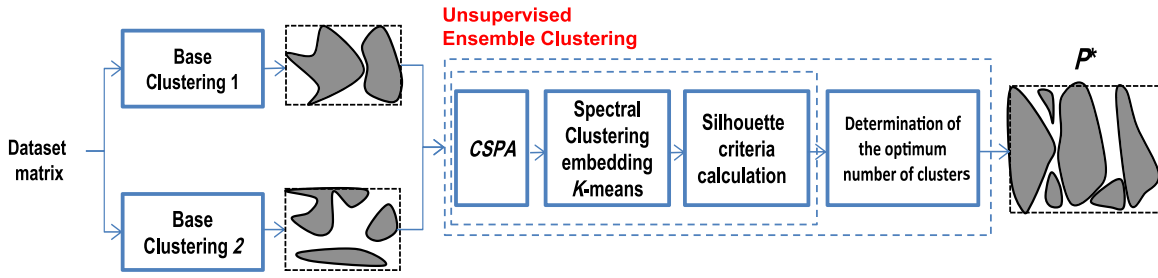 Unsupervised
Ensemble Clustering
Base
Clustering 1
P*
Dataset
matrix
CSPA
Spectral
Clustering
embedding
K-means
Silhouette
criteria
calculation
Determination of
the optimum
number of clusters
Base
Clustering 2